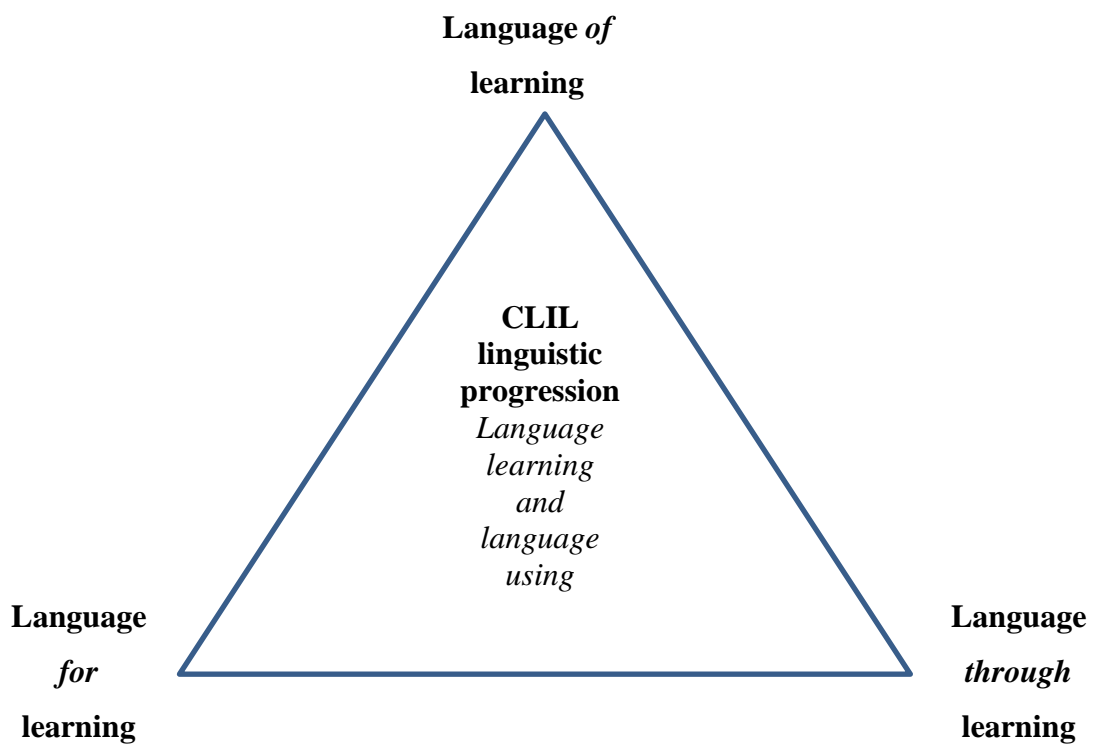 Language of
learning
CLIL
linguistic
progression
Language
learning
and
language
using
Language
for
learning
Language
through
learning